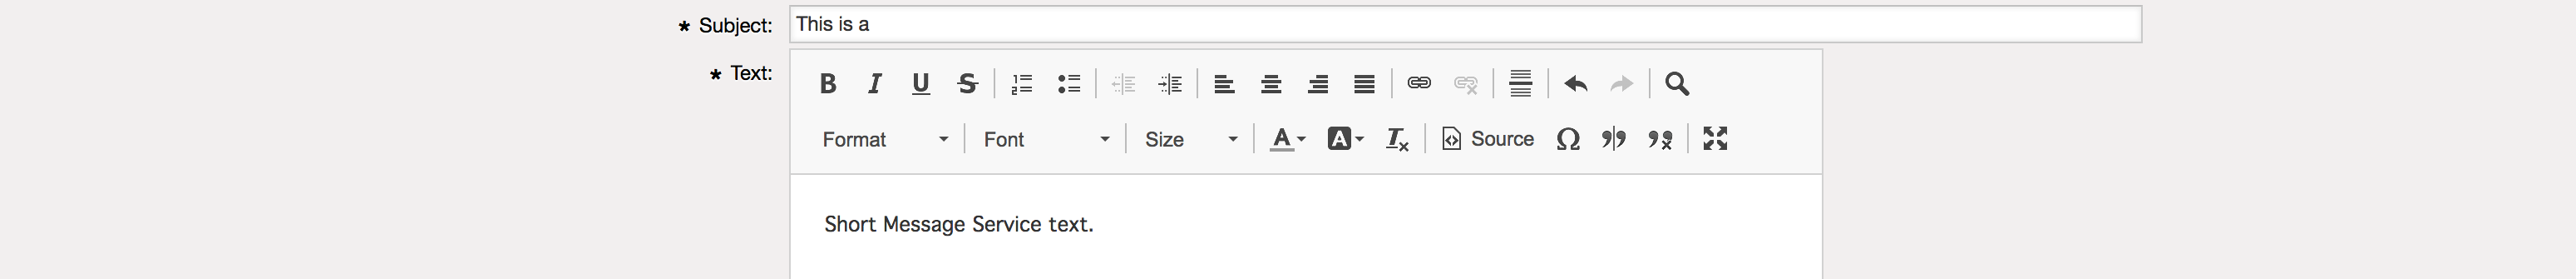 * Subject: This is a
* Text:
Format Font Size Source
Short Message Service text.